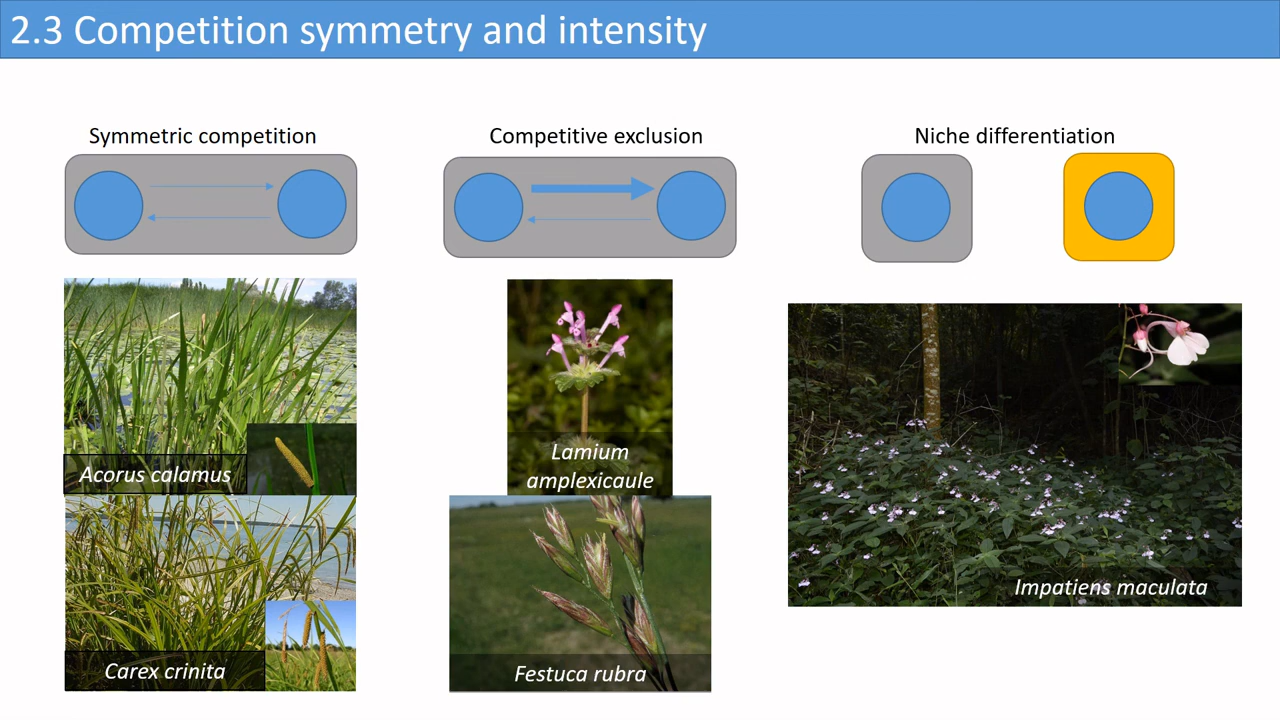 2.3 Competition symmetry and intensity
Symmetric competition
Competitive exclusion
Niche differentiation
Acorus calamus
Carex crinita
Lamium
amplexicaule
Festuca rubra
Impatiens maculata